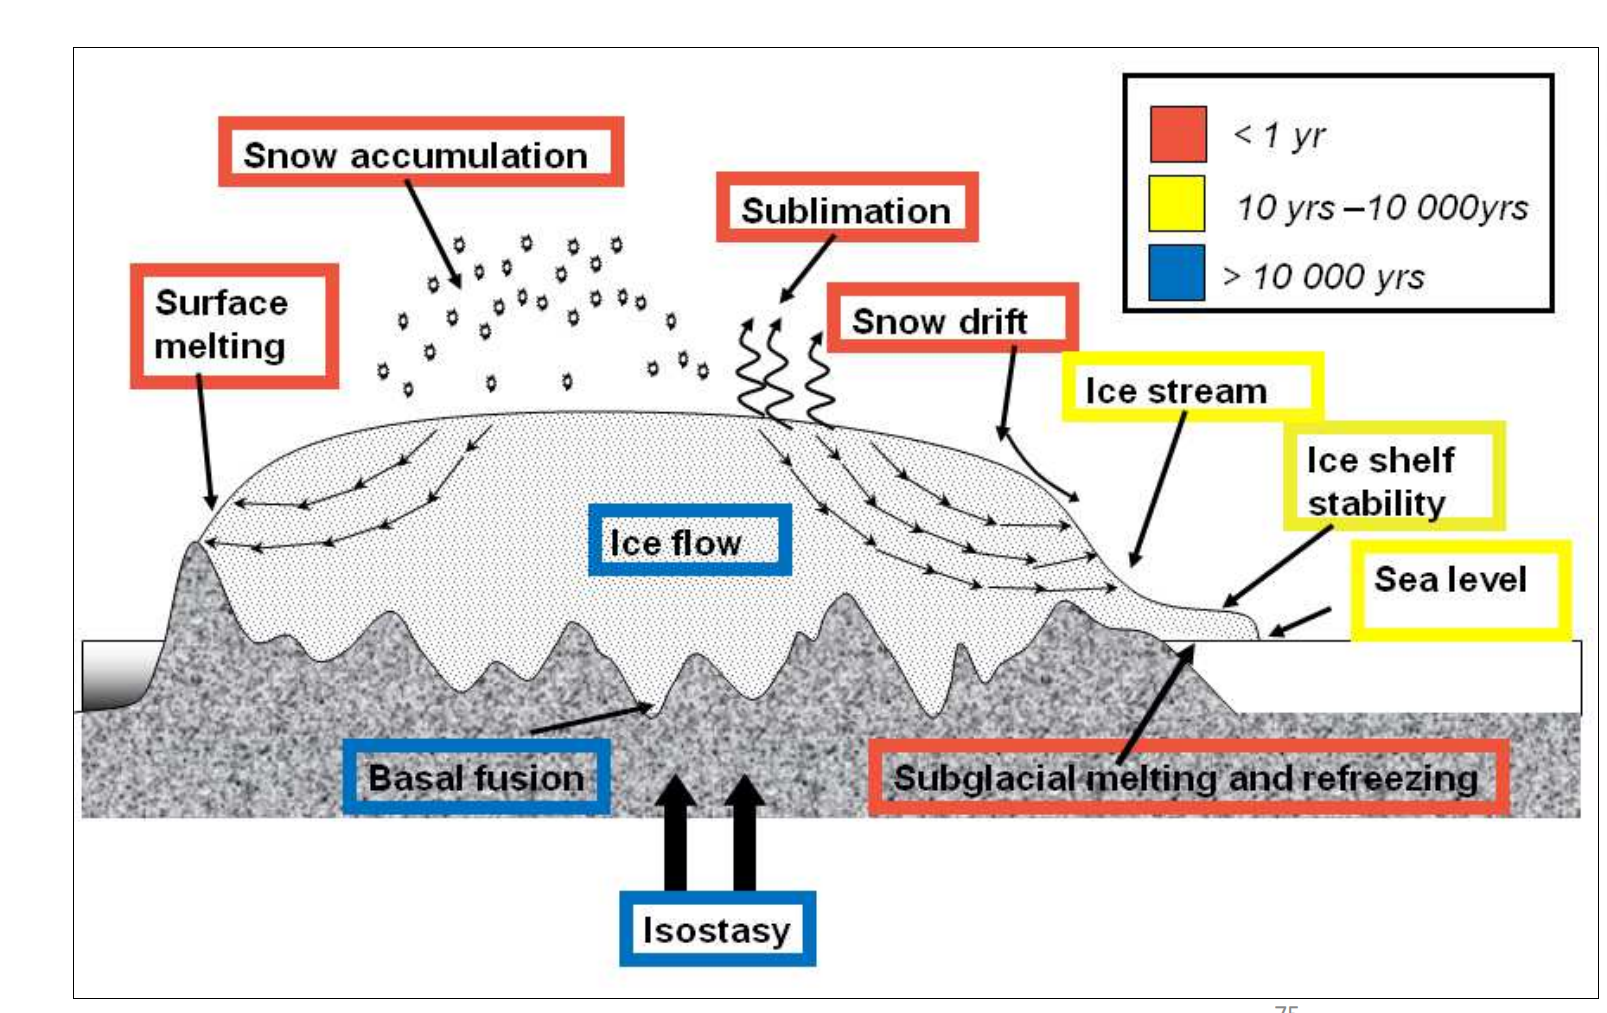 < 1 yr
Snow accumulation
10 yrs –10 000yrs
Sublimation
> 10 000 yrs
Surface
melting
Snow drift
Ice stream
Ice shelf
stability
Ice flow
Sea level
Basal fusion
Subglacial melting and refreezing
Isostasy